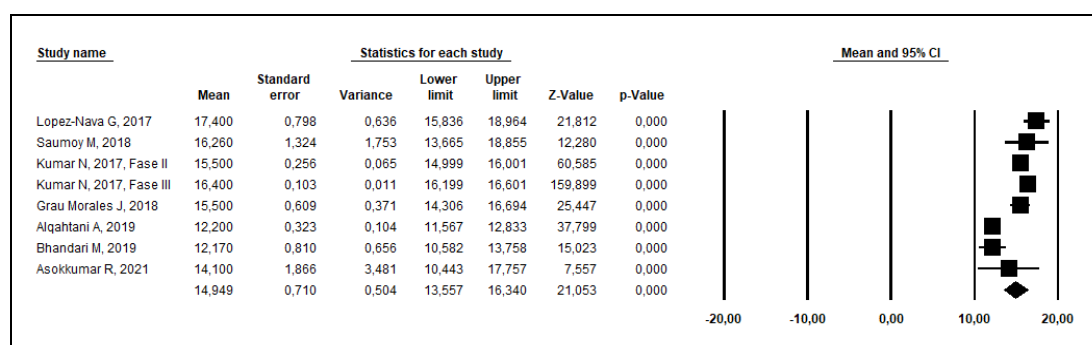 Study name Statistics for each study Mean and 95% CI
Mean Standard error Variance Lower limit Upper limit Z-Value p-Value
Lopez-Nava G, 2017 17,400 0,798 0,636 15,836 18,964 21,812 0,000
Saumoy M, 2018 16,260 1,324 1,753 13,665 18,855 12,280 0,000
Kumar N, 2017, Fase II 15,500 0,256 0,065 14,999 16,001 60,585 0,000
Kumar N, 2017, Fase III 16,400 0,103 0,011 16,199 16,601 159,899 0,000
Grau Morales J, 2018 15,500 0,609 0,371 14,306 16,694 25,447 0,000
Alqahtani A, 2019 12,200 0,323 0,104 11,567 12,833 37,799 0,000
Bhandari M, 2019 12,170 0,810 0,656 10,582 13,758 15,023 0,000
Asokkumar R, 2021 14,100 1,866 3,481 10,443 17,757 7,557 0,000
14,949 0,710 0,504 13,557 16,340 21,053 0,000
-20,00 -10,00 0,00 10,00 20,00